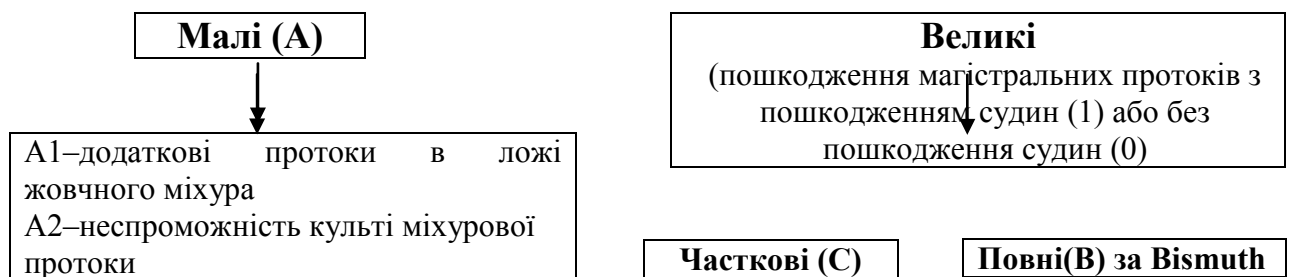 Малі (А)
Великі
(пошкодження магістральних протоків з
пошкодженням судин (1) або без
пошкодження судин (0)
А1–додаткові протоки в ложі
жовчного міхура
А2–неспроможність культі міхурової
протоки
Часткові (С)
Повні(В) за Bismuth